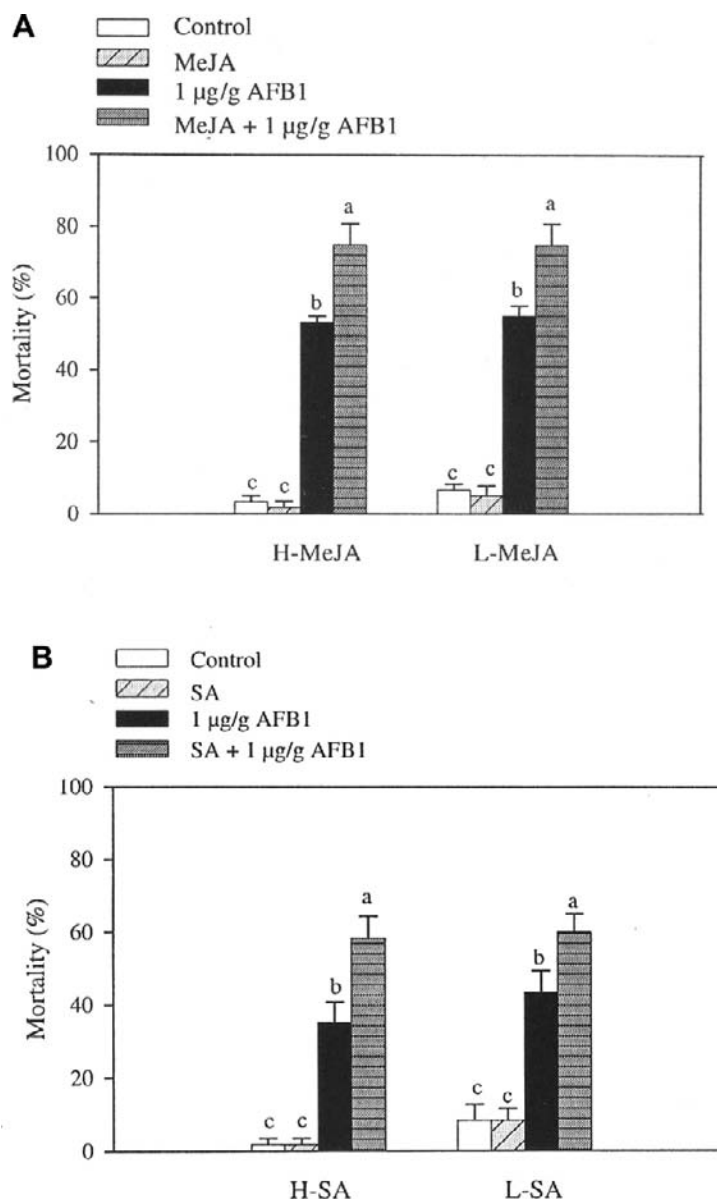 A
Control
MeJA
1 µg/g AFB1
MeJA + 1 µg/g AFB1
100
80
60
40
20
0
Mortality (%)
c
c
b
a
c
c
b
a
H-MeJA
L-MeJA
B
Control
SA
1 µg/g AFB1
SA + 1 µg/g AFB1
100
80
60
40
20
0
Mortality (%)
c
c
b
a
c
c
b
a
H-SA
L-SA